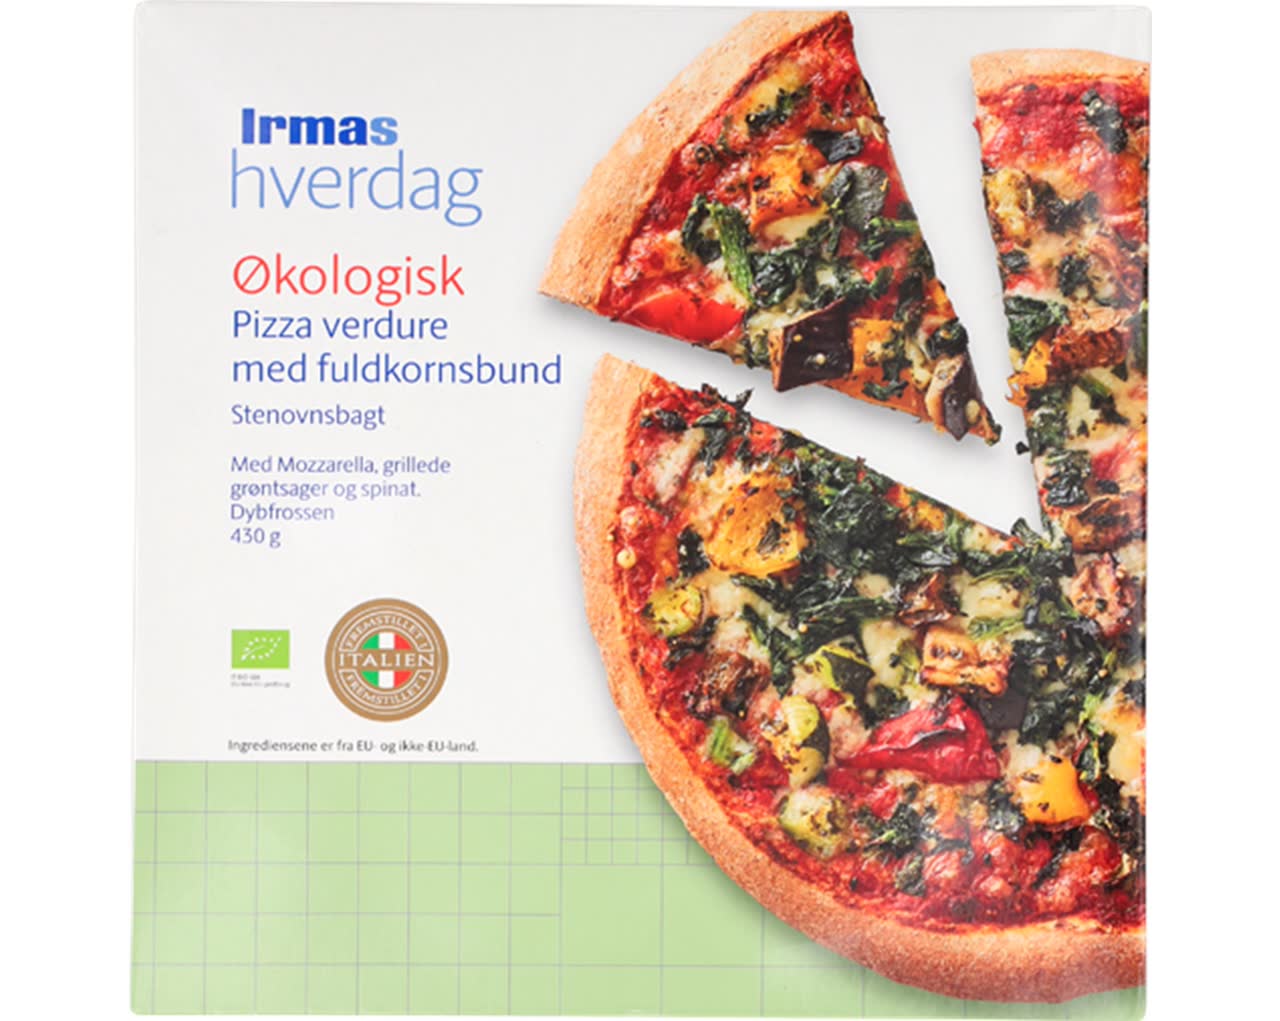 Irmas
hverdag
Økologisk
Pizza verdure
med fuldkornsbund
Stenovnsbagt
Med Mozzarella, grillede
grøntsager og spinat.
Dybfrossen
430 g
FREMSTILLET I
ITALIEN
FREMSTILLET I
Ingrediensene er fra EU- og ikke-EU-land.